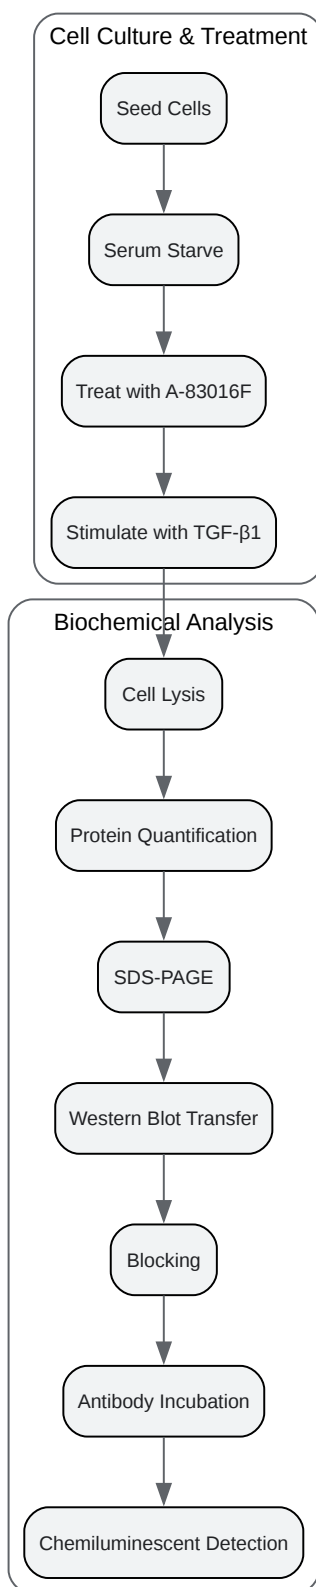 Cell Culture & Treatment
Seed Cells
Serum Starve
Treat with A-83016F
Stimulate with TGF-β1
Biochemical Analysis
Cell Lysis
Protein Quantification
SDS-PAGE
Western Blot Transfer
Blocking
Antibody Incubation
Chemiluminescent Detection